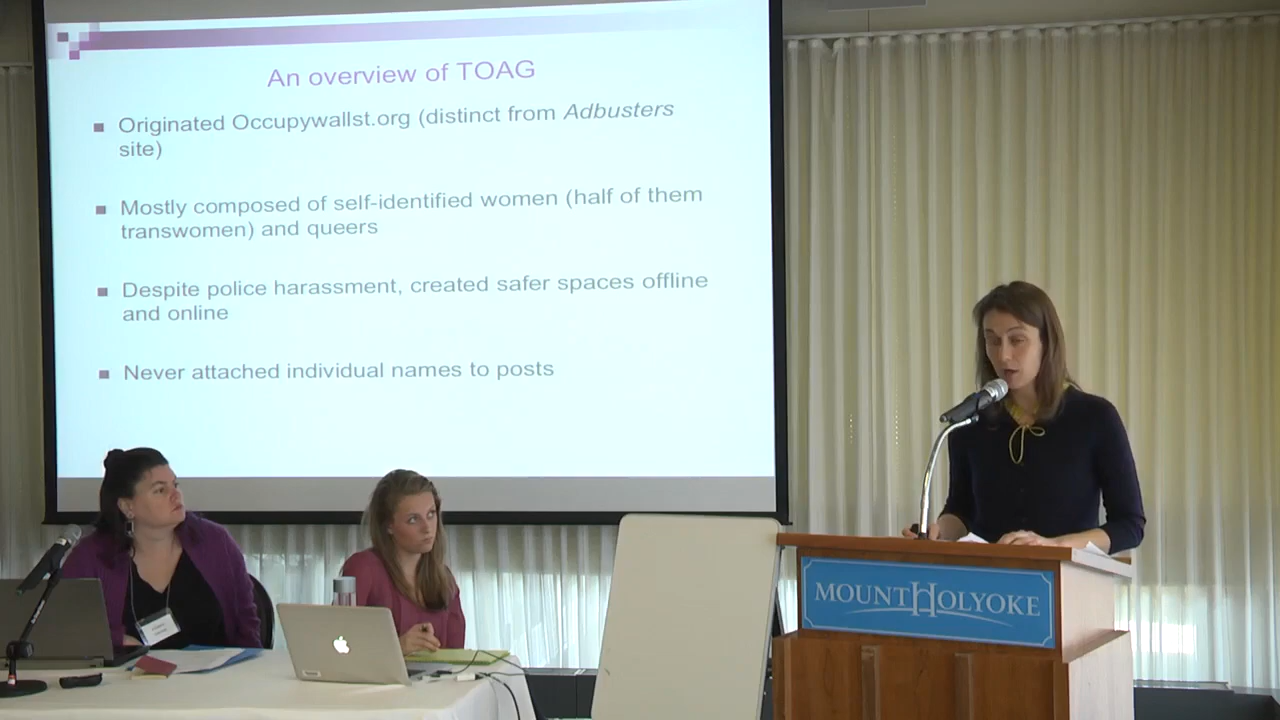 An overview of TOAG
Originated Occupywallst.org (distinct from Adbusters
site)
Mostly composed of self-identified women (half of them
transwomen) and queers
Despite police harassment, created safer spaces offline
and online
Never attached individual names to posts
MOUNT HOLYOKE